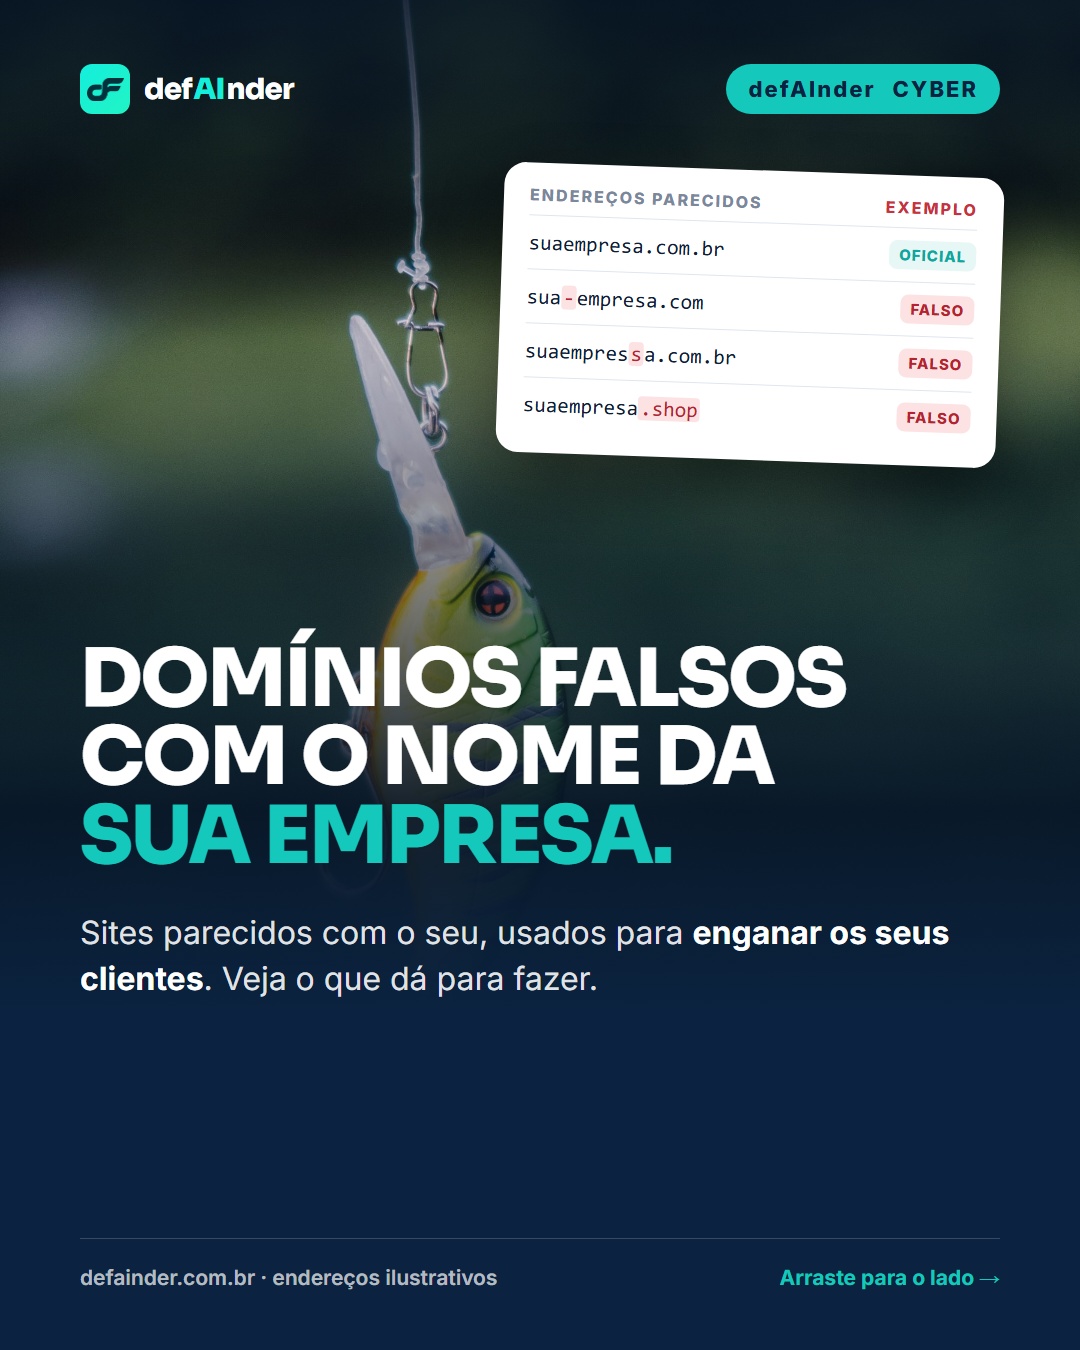 defAInder
defAInder CYBER
ENDEREÇOS PARECIDOS EXEMPLO
suaempresa.com.br OFICIAL
sua-empresa.com FALSO
suaempressa.com.br FALSO
suaempresa.shop FALSO
DOMÍNIOS FALSOS
COM O NOME DA
SUA EMPRESA.
Sites parecidos com o seu, usados para enganar os seus
clientes. Veja o que dá para fazer.
defainder.com.br · endereços ilustrativos
Arraste para o lado →